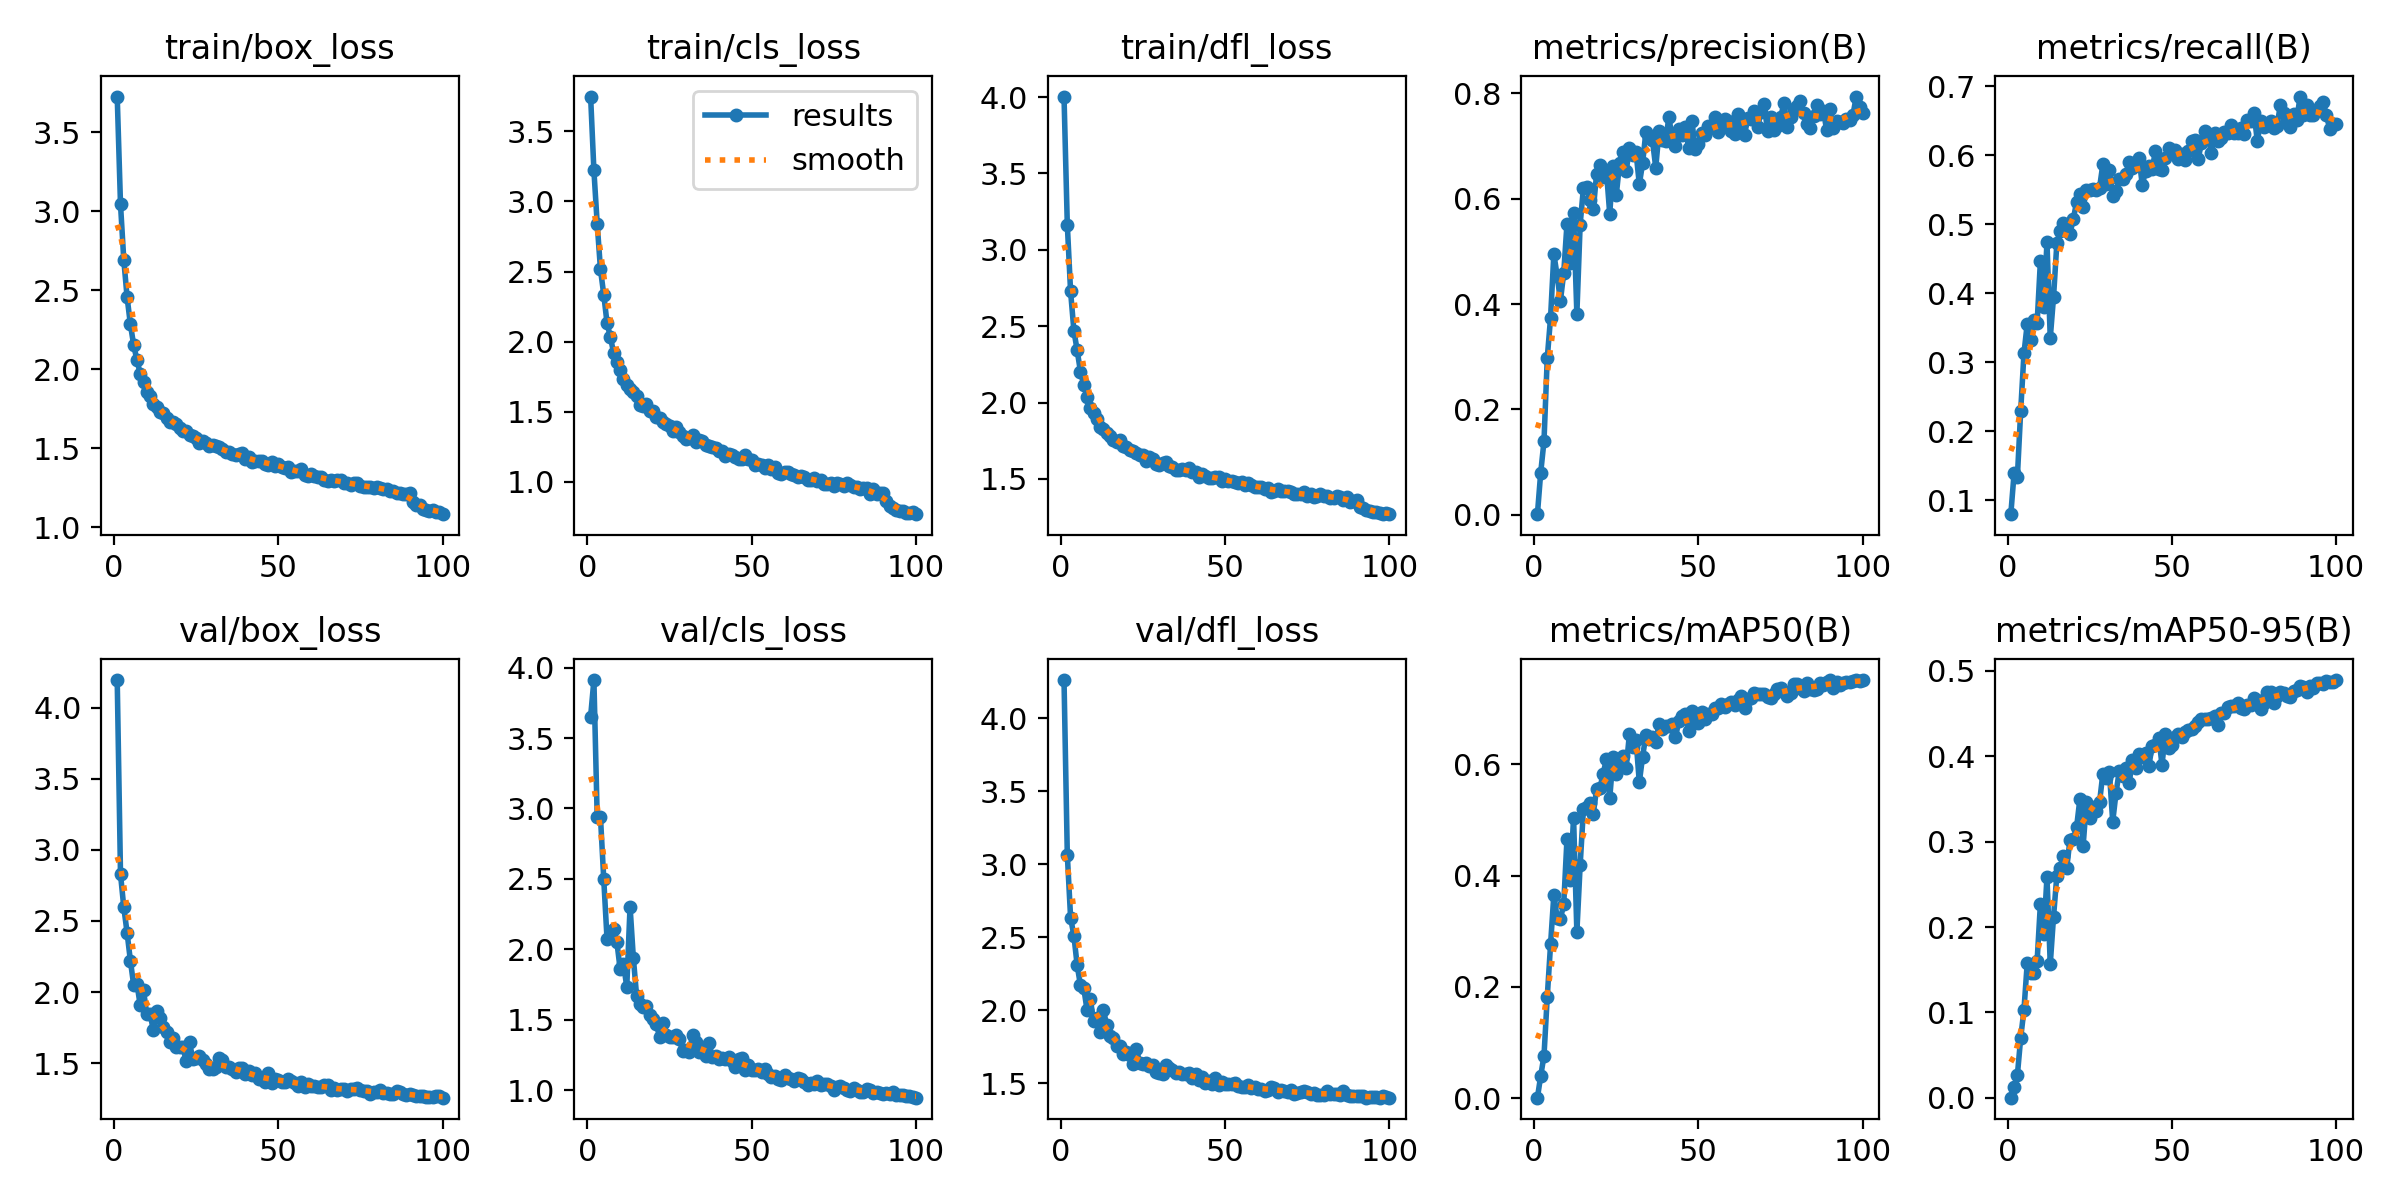 train/box_loss
3.5
3.0
2.5
2.0
1.5
1.0
0 50 100
train/cls_loss
results
smooth
3.5
3.0
2.5
2.0
1.5
1.0
0 50 100
train/dfl_loss
4.0
3.5
3.0
2.5
2.0
1.5
0 50 100
metrics/precision(B)
0.8
0.6
0.4
0.2
0.0
0 50 100
metrics/recall(B)
0.7
0.6
0.5
0.4
0.3
0.2
0.1
0 50 100
val/box_loss
4.0
3.5
3.0
2.5
2.0
1.5
0 50 100
val/cls_loss
4.0
3.5
3.0
2.5
2.0
1.5
1.0
0 50 100
val/dfl_loss
4.0
3.5
3.0
2.5
2.0
1.5
0 50 100
metrics/mAP50(B)
0.6
0.4
0.2
0.0
0 50 100
metrics/mAP50-95(B)
0.5
0.4
0.3
0.2
0.1
0.0
0 50 100